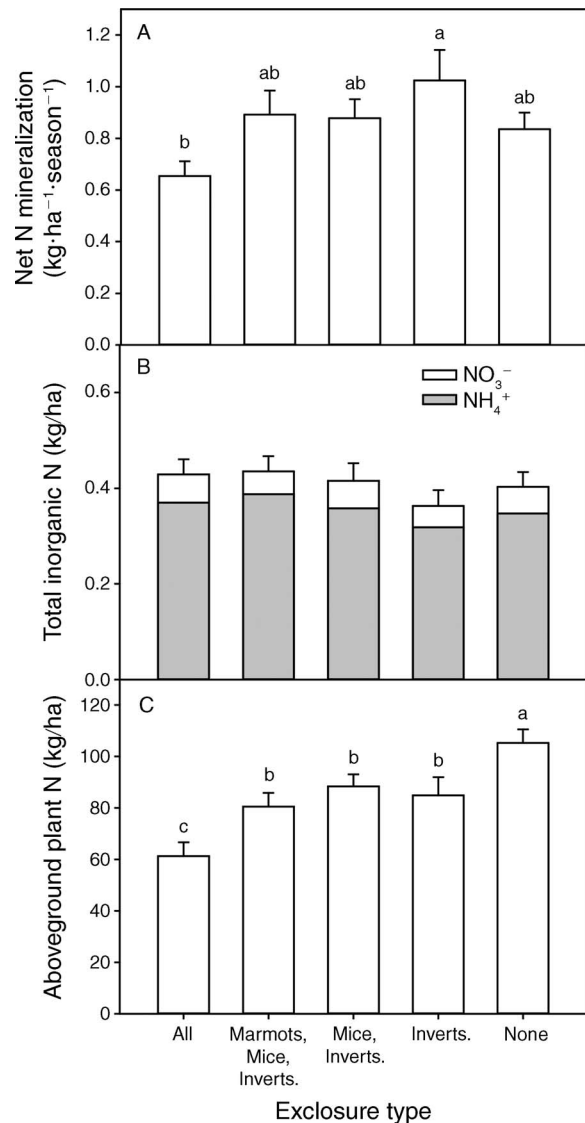 A
Net N mineralization
(kg·ha⁻¹·season⁻¹)
1.2
1.0
0.8
0.6
0.4
0.2
0.0
b
ab
ab
a
ab
B
NO₃⁻
NH₄⁺
Total inorganic N (kg/ha)
0.6
0.4
0.2
0.0
C
Aboveground plant N (kg/ha)
120
100
80
60
40
20
0
c
b
b
b
a
All
Marmots,
Mice,
Inverts.
Mice,
Inverts.
Inverts.
None
Exclosure type